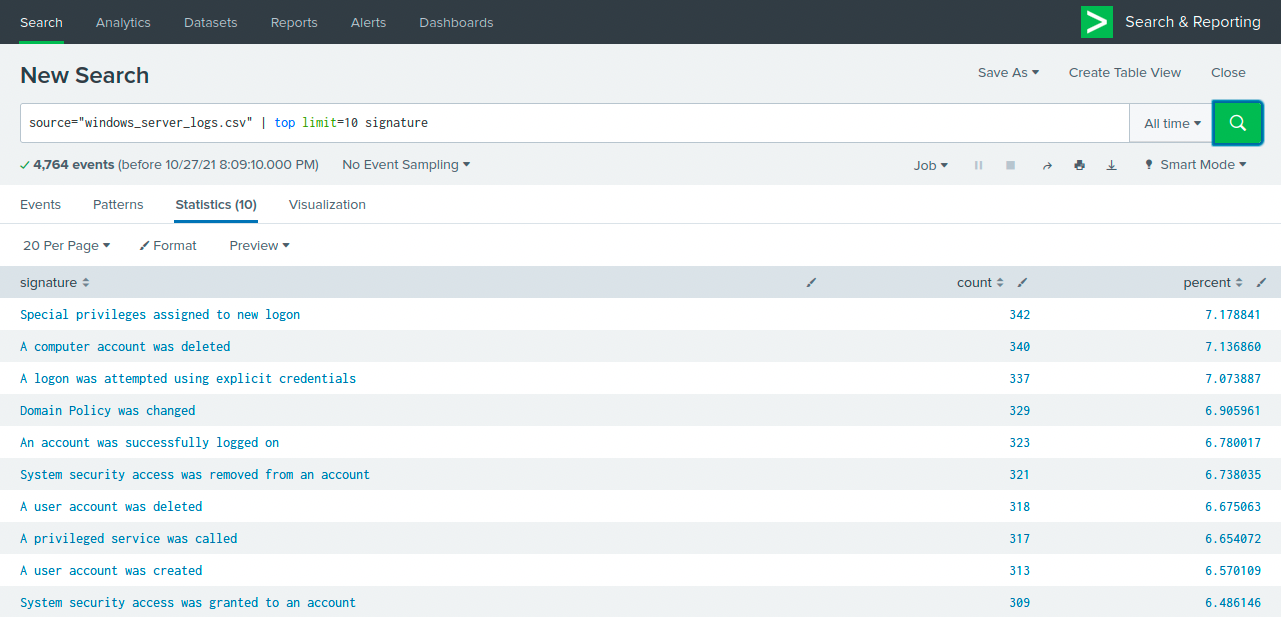 Search Analytics Datasets Reports Alerts Dashboards Search & Reporting
New Search Save As Create Table View Close
source="windows_server_logs.csv" | top limit=10 signature All time
4,764 events (before 10/27/21 8:09:10.000 PM) No Event Sampling Job Smart Mode
Events Patterns Statistics (10) Visualization
20 Per Page Format Preview
signature count percent
Special privileges assigned to new logon 342 7.178841
A computer account was deleted 340 7.136860
A logon was attempted using explicit credentials 337 7.073887
Domain Policy was changed 329 6.905961
An account was successfully logged on 323 6.780017
System security access was removed from an account 321 6.738035
A user account was deleted 318 6.675063
A privileged service was called 317 6.654072
A user account was created 313 6.570109
System security access was granted to an account 309 6.486146